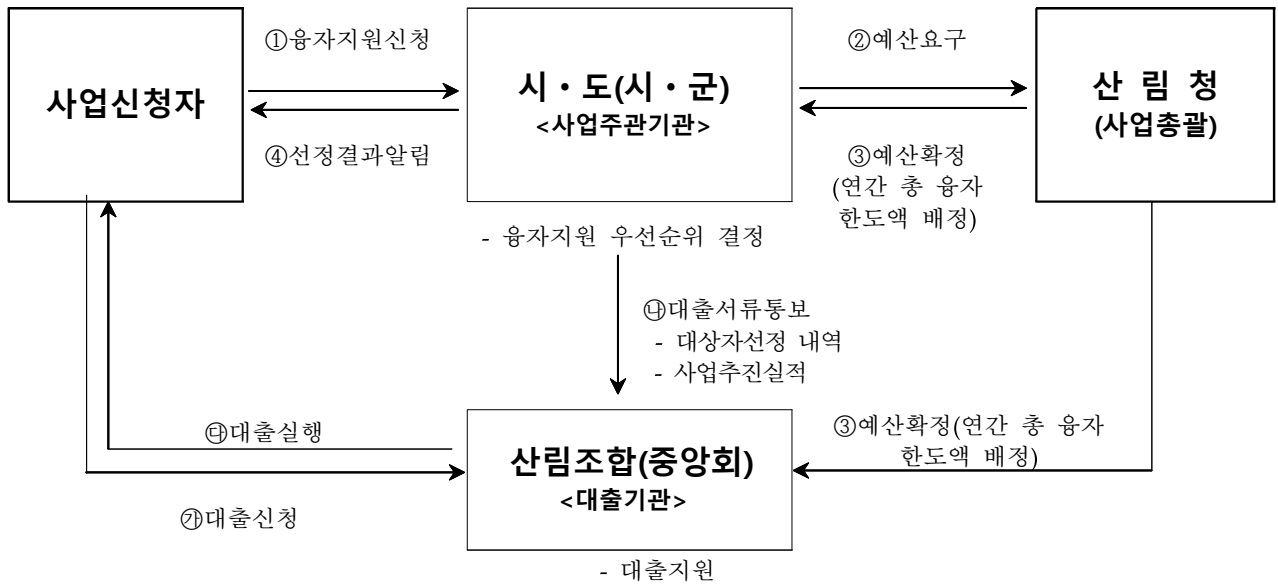 ①융자지원신청
②예산요구
사업신청자
시・도(시・군)
<사업주관기관>
산 림 청
(사업총괄)
④선정결과알림
③예산확정
(연간 총 융자
한도액 배정)
- 융자지원 우선순위 결정
㉯대출서류통보
- 대상자선정 내역
- 사업추진실적
㉰대출실행
③예산확정(연간 총 융자
한도액 배정)
산림조합(중앙회)
<대출기관>
㉮대출신청
- 대출지원